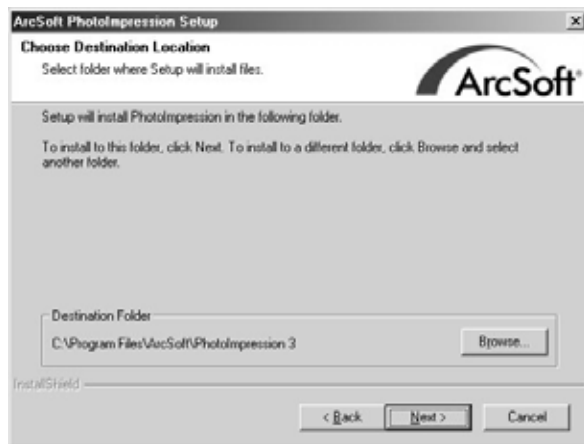 ArcSoft PhotoImpression Setup
Choose Destination Location
Select folder where Setup will install files.
ArcSoft
Setup will install PhotoImpression in the following folder.
To install to this folder, click Next. To install to a different folder, click Browse and select
another folder.
Destination Folder
C:\Program Files\ArcSoft\PhotoImpression 3
Browse...
InstallShield
< Back
Next >
Cancel